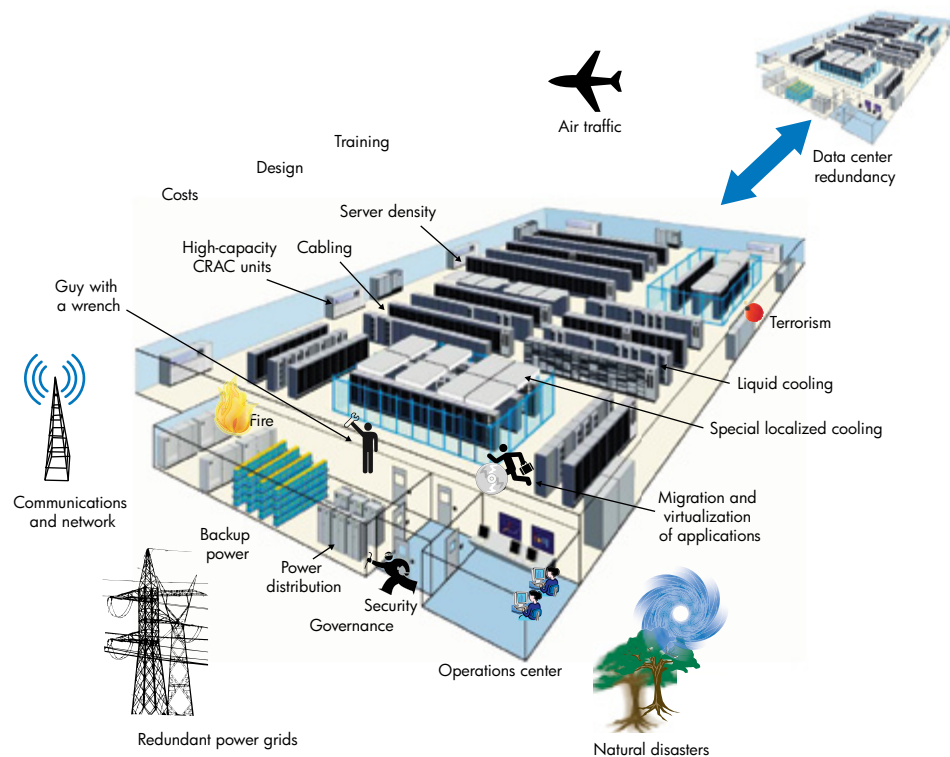 Air traffic
Data center
redundancy
Training
Design
Costs
Server density
High-capacity
CRAC units
Cabling
Guy with
a wrench
Terrorism
Liquid cooling
Special localized cooling
Fire
Communications
and network
Migration and
virtualization
of applications
Backup
power
Power
distribution
Security
Governance
Operations center
Redundant power grids
Natural disasters